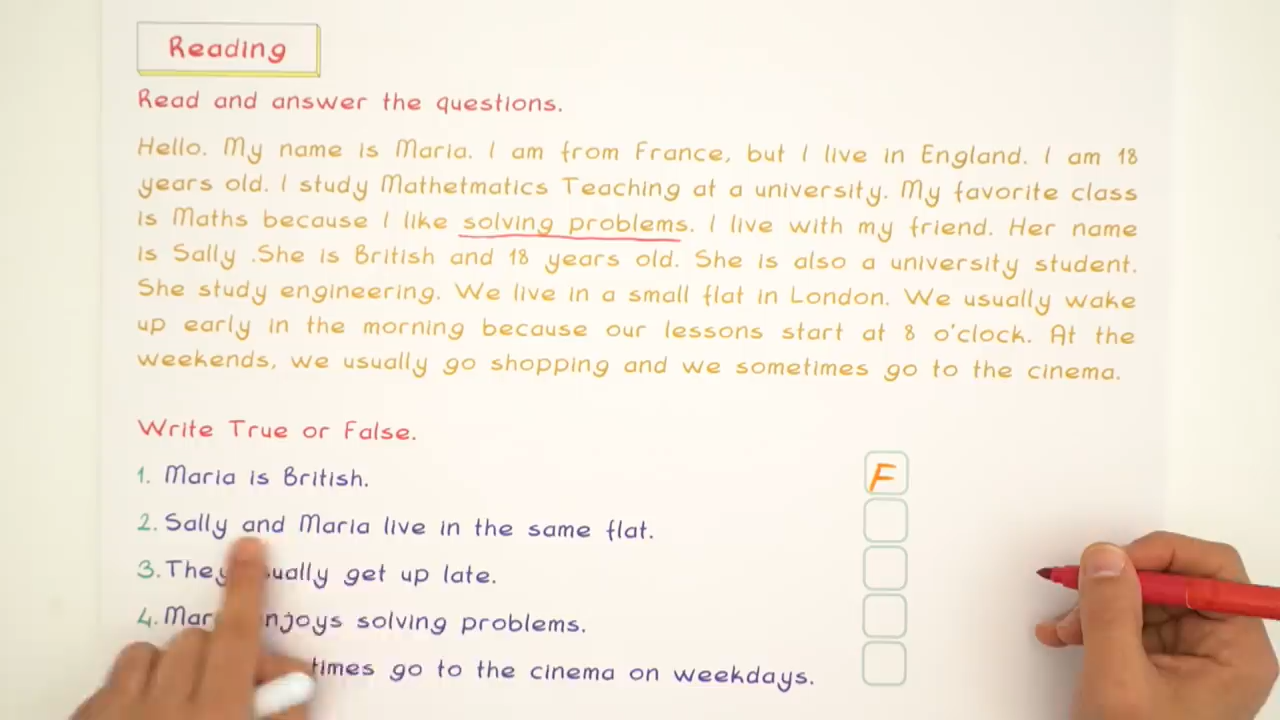 Reading
Read and answer the questions.
Hello. My name is Maria. I am from France, but I live in England. I am 18
years old. I study Mathetmatics Teaching at a university. My favorite class
is Maths because I like solving problems. I live with my friend. Her name
is Sally .She is British and 18 years old. She is also a university student.
She study engineering. We live in a small flat in London. We usually wake
up early in the morning because our lessons start at 8 o'clock. At the
weekends, we usually go shopping and we sometimes go to the cinema.
Write True or False.
1. Maria is British. F
2. Sally and Maria live in the same flat.
3. They usually get up late.
4. Maria enjoys solving problems.
go to the cinema on weekdays.